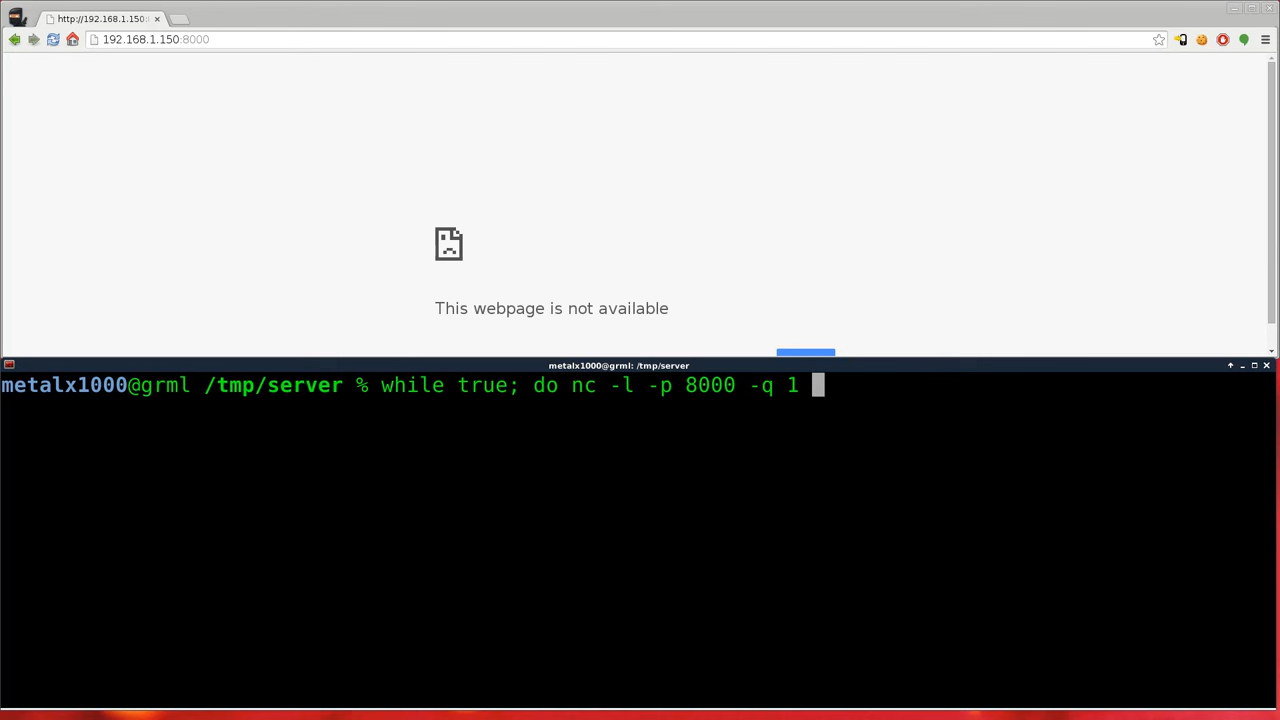 http://192.168.1.150:
192.168.1.150:8000
This webpage is not available
metalx1000@grml: /tmp/server
metalx1000@grml /tmp/server % while true; do nc -l -p 8000 -q 1